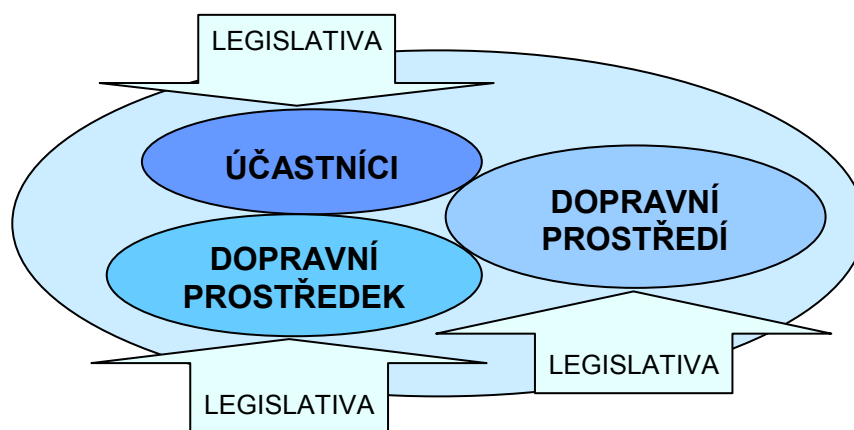 LEGISLATIVA
ÚČASTNÍCI
DOPRAVNÍ
PROSTŘEDÍ
DOPRAVNÍ
PROSTŘEDEK
LEGISLATIVA
LEGISLATIVA